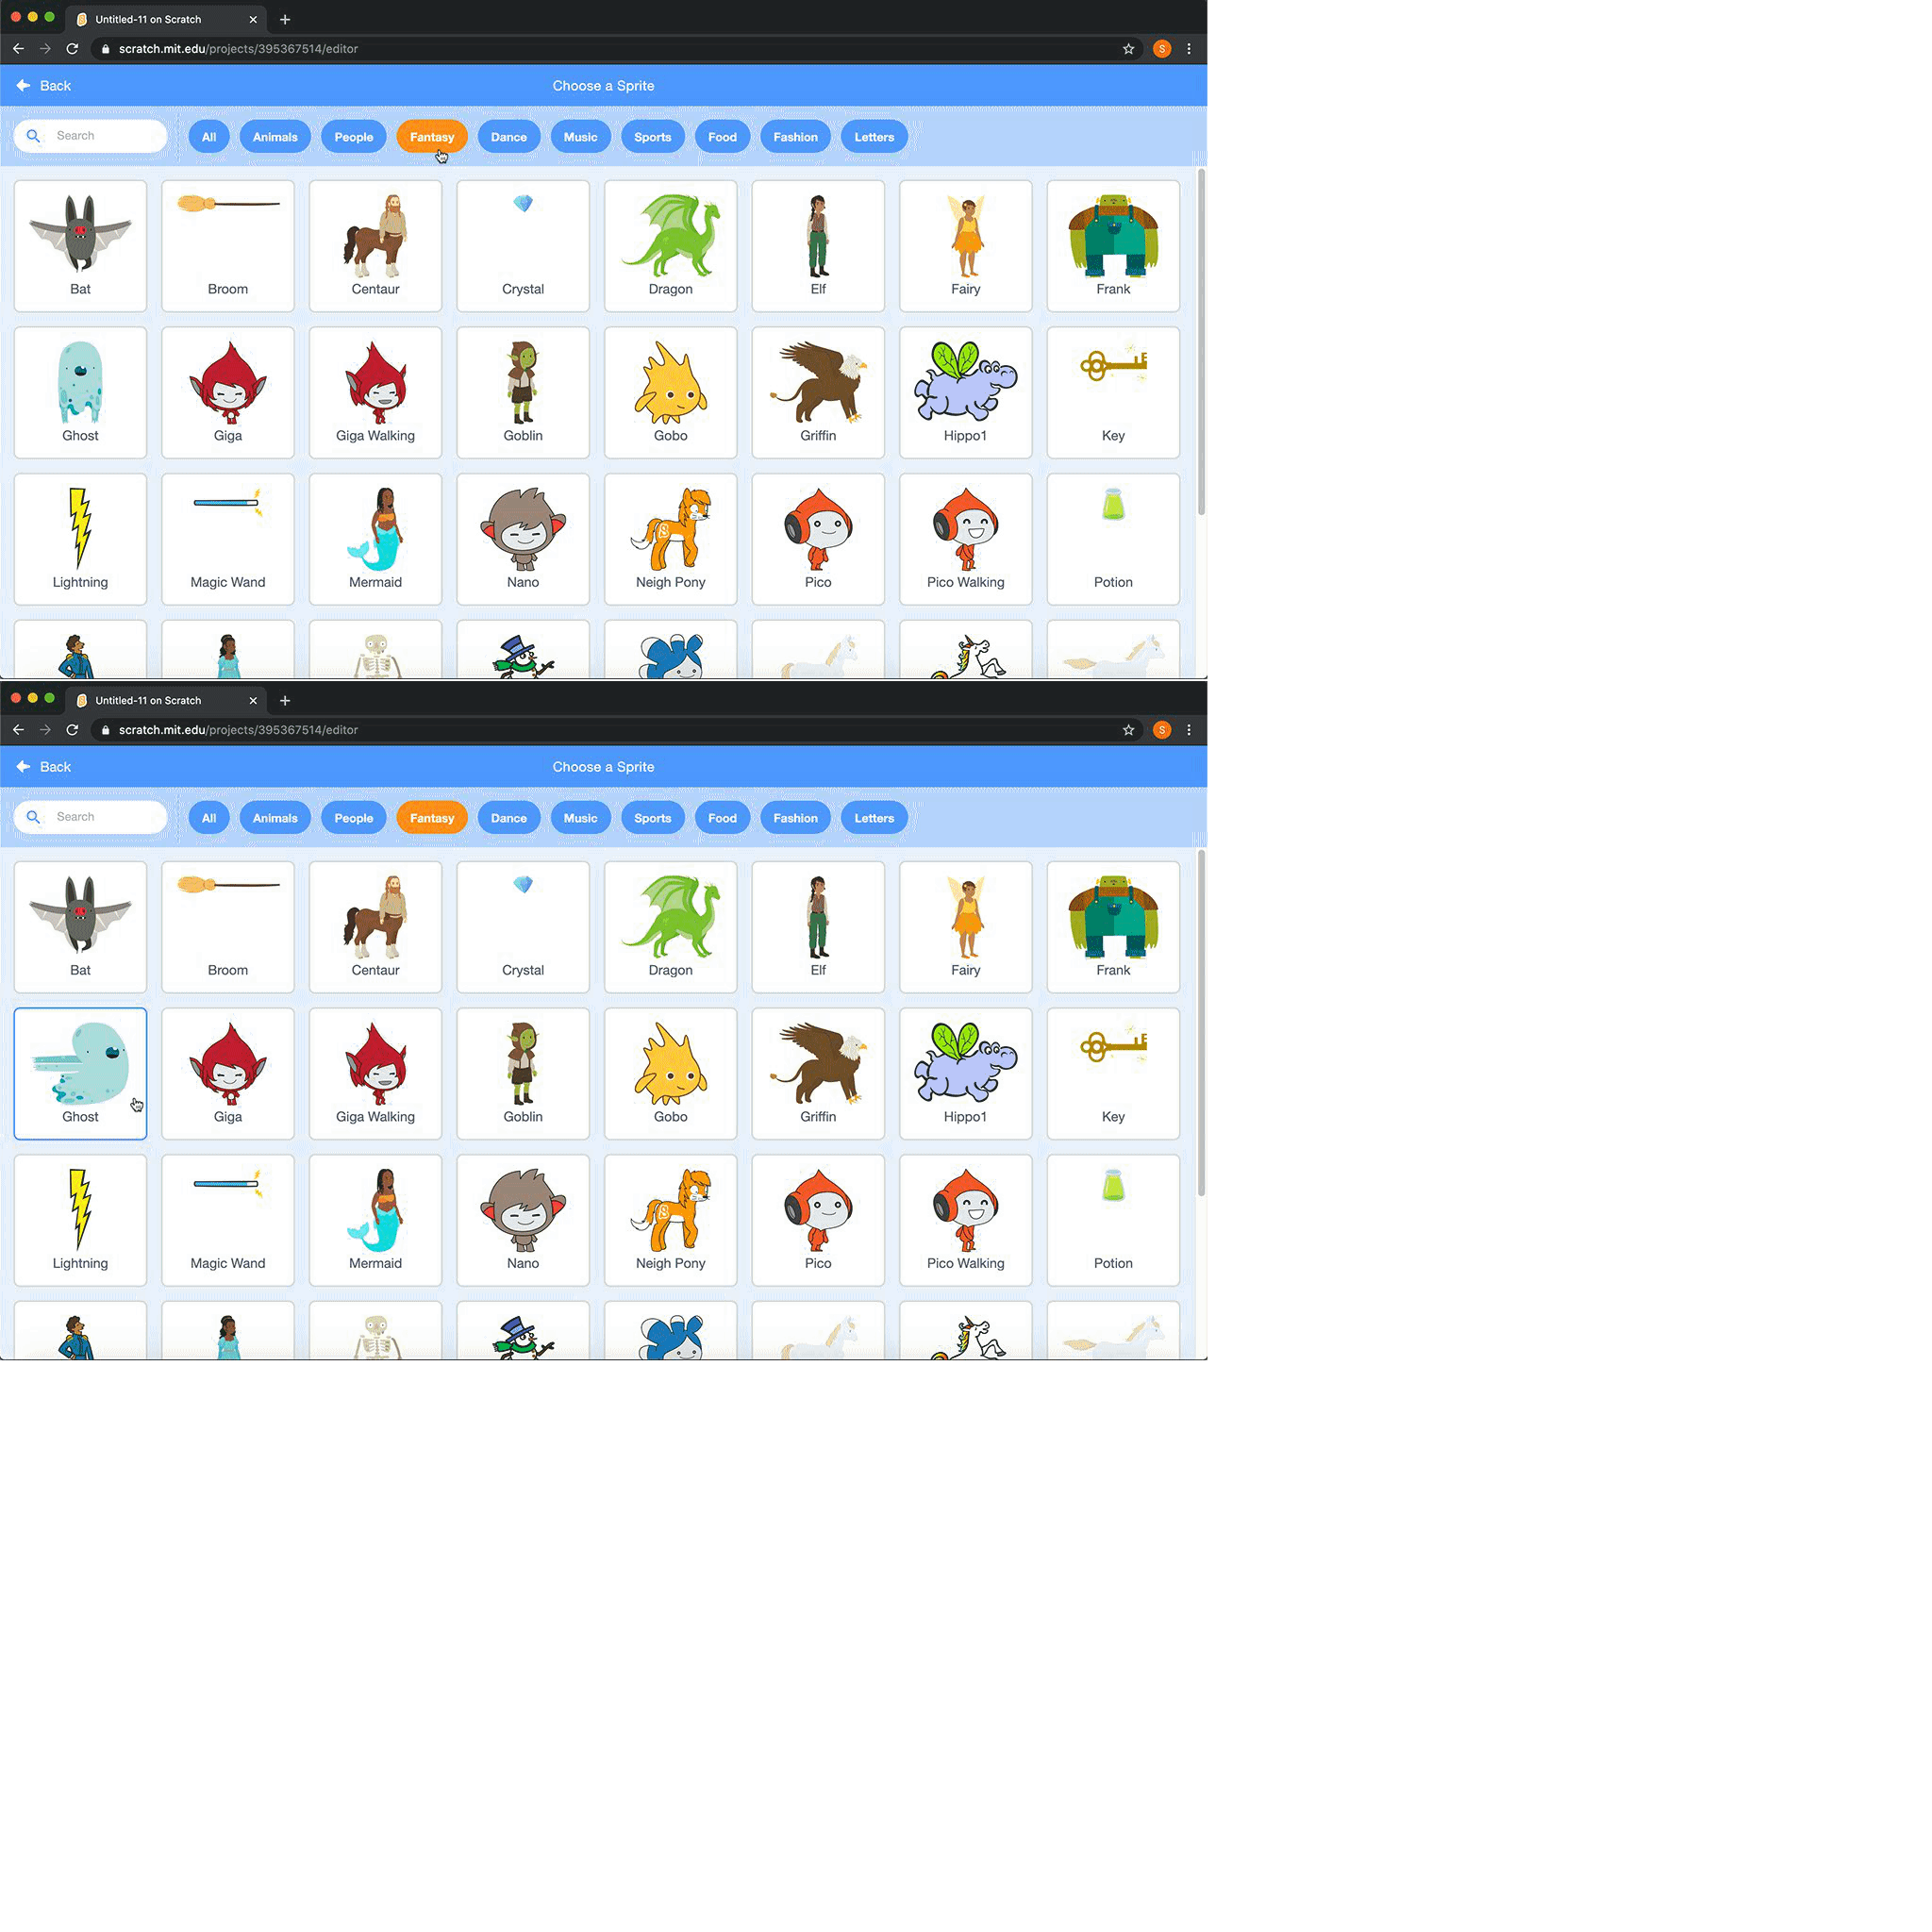 Untitled-11 on Scratch
scratch.mit.edu/projects/395367514/editor
S
Back
Choose a Sprite
Search
All
Animals
People
Fantasy
Dance
Music
Sports
Food
Fashion
Letters
Bat
Broom
Centaur
Crystal
Dragon
Elf
Fairy
Frank
Ghost
Giga
Giga Walking
Goblin
Gobo
Griffin
Hippo1
Key
Lightning
Magic Wand
Mermaid
Nano
Neigh Pony
Pico
Pico Walking
Potion
Untitled-11 on Scratch
scratch.mit.edu/projects/395367514/editor
S
Back
Choose a Sprite
Search
All
Animals
People
Fantasy
Dance
Music
Sports
Food
Fashion
Letters
Bat
Broom
Centaur
Crystal
Dragon
Elf
Fairy
Frank
Ghost
Giga
Giga Walking
Goblin
Gobo
Griffin
Hippo1
Key
Lightning
Magic Wand
Mermaid
Nano
Neigh Pony
Pico
Pico Walking
Potion